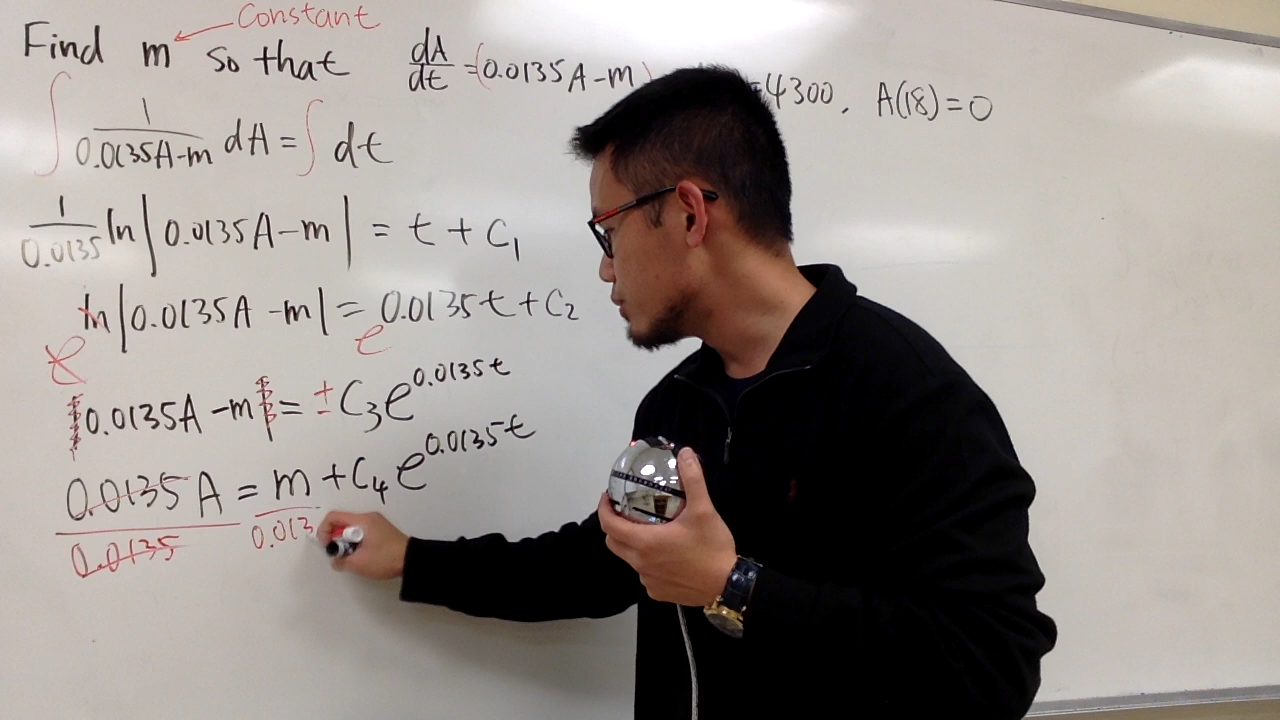 constant
Find m so that dA/dt = (0.0135A-m) =4300, A(18)=0
∫ 1/(0.0135A-m) dA = ∫ dt
1/0.0135 ln|0.0135A-m| = t + C₁
ln|0.0135A-m| = 0.0135t + C₂
e e
|0.0135A-m| = ± C₃e^(0.0135t)
0.0135A = m + C₄e^(0.0135t)
0.0135 0.013